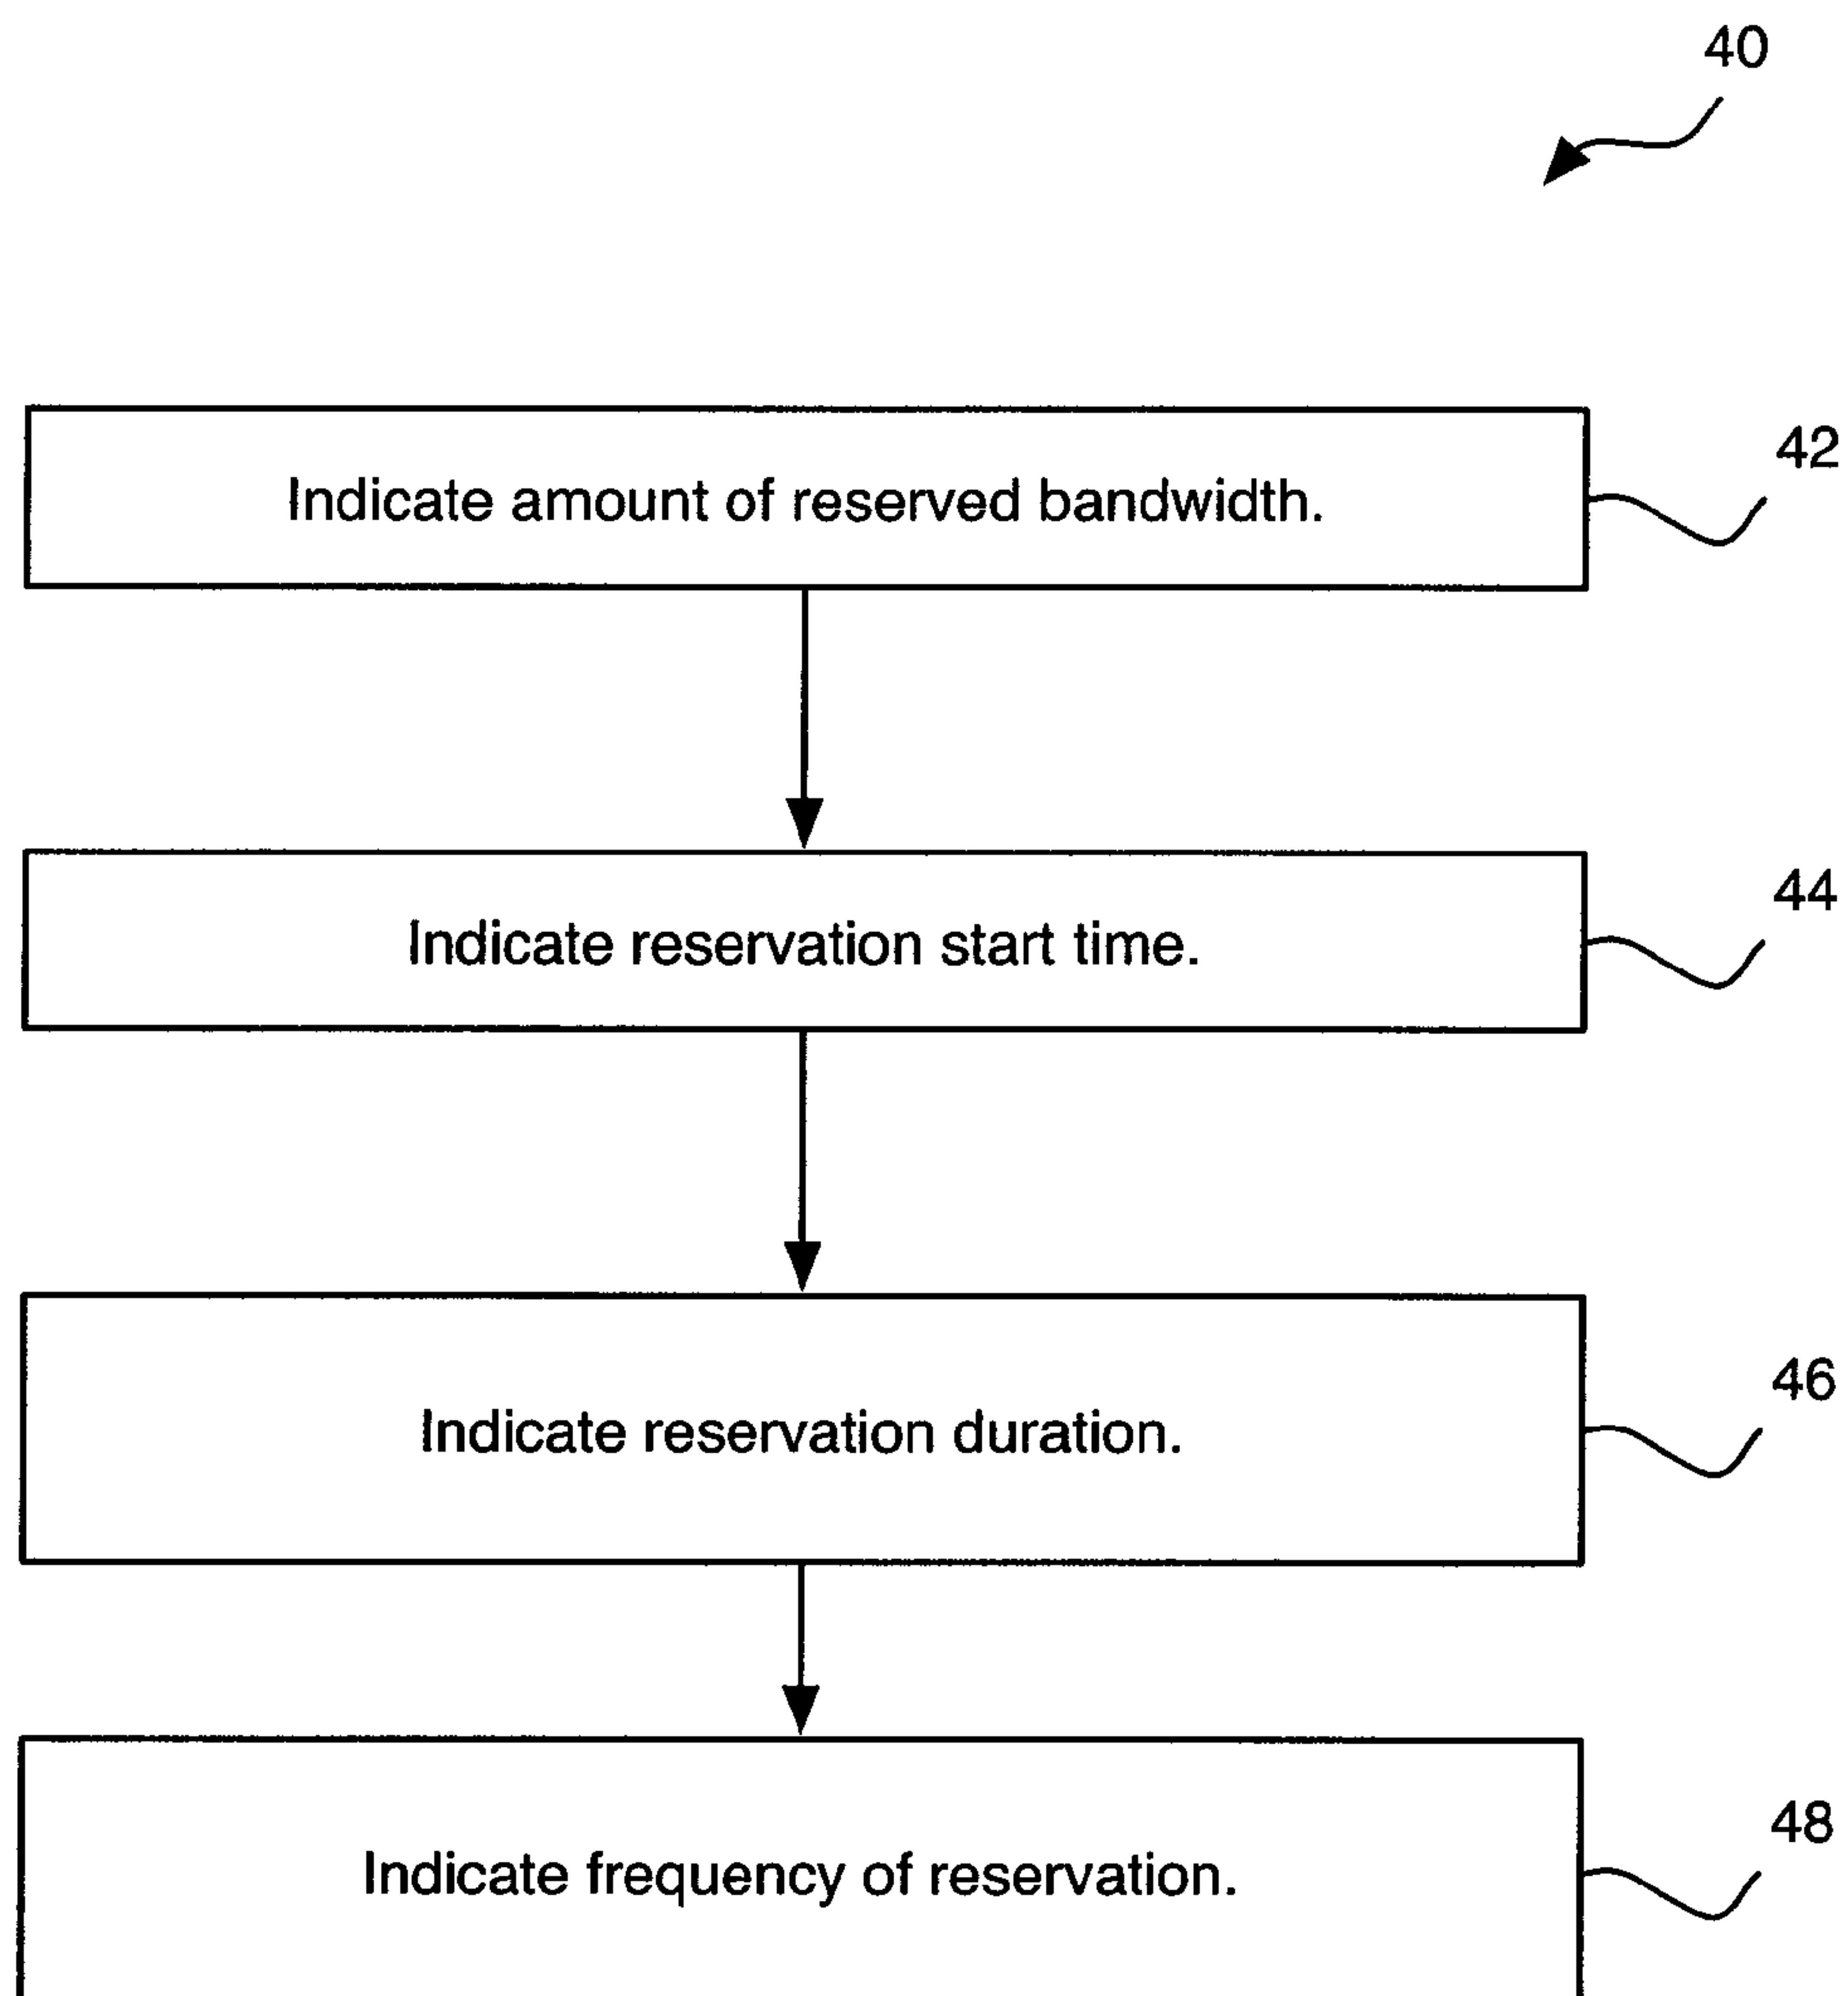 40
Indicate amount of reserved bandwidth.
42
Indicate reservation start time.
44
Indicate reservation duration.
46
Indicate frequency of reservation.
48